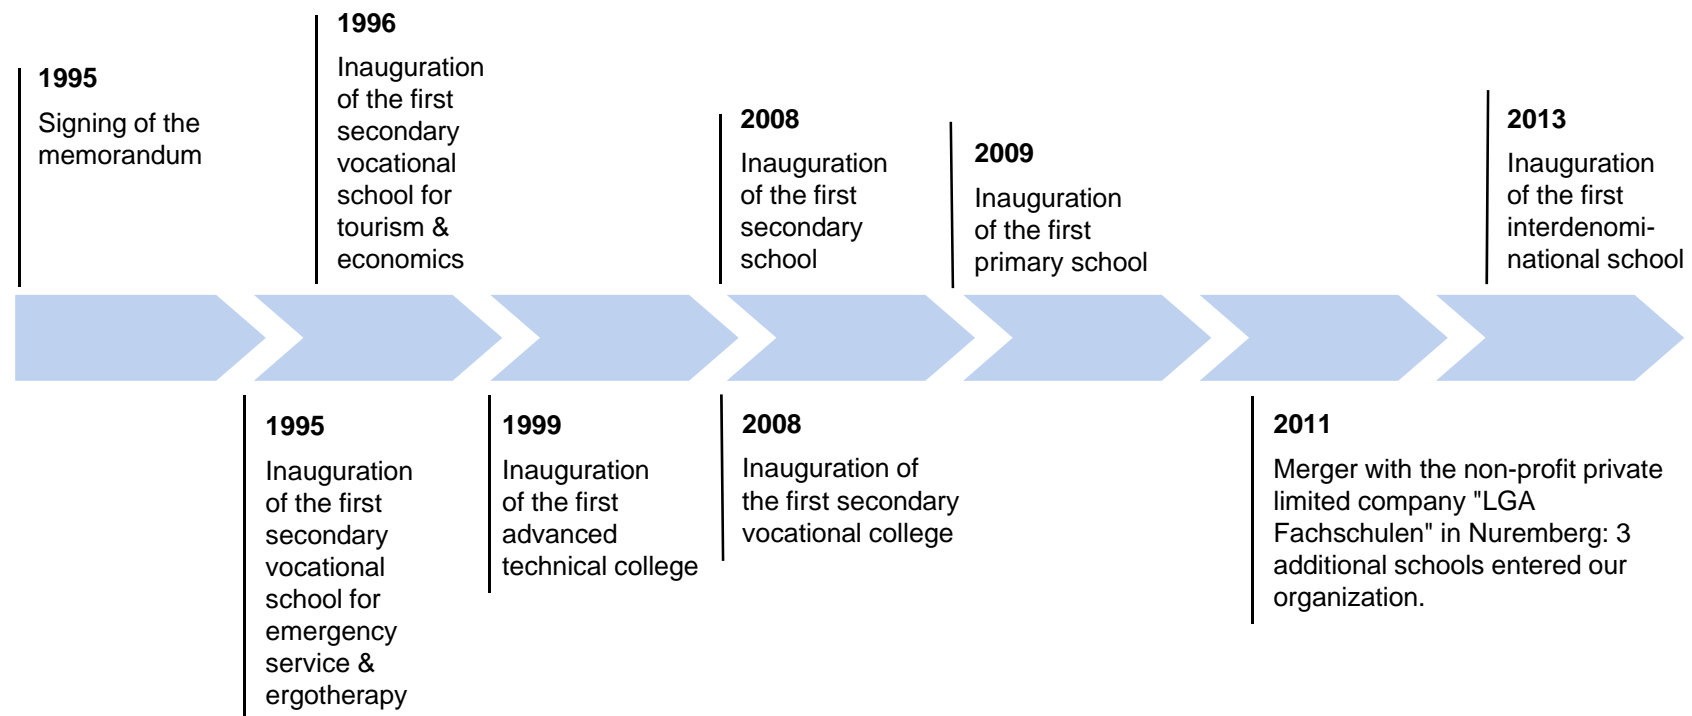 1995
Signing of the
memorandum
1996
Inauguration
of the first
secondary
vocational
school for
tourism &
economics
2008
Inauguration
of the first
secondary
school
2009
Inauguration
of the first
primary school
2013
Inauguration
of the first
interdenomi-
national school
1995
Inauguration
of the first
secondary
vocational
school for
emergency
service &
ergotherapy
1999
Inauguration
of the first
advanced
technical college
2008
Inauguration of
the first secondary
vocational college
2011
Merger with the non-profit private
limited company "LGA
Fachschulen" in Nuremberg: 3
additional schools entered our
organization.